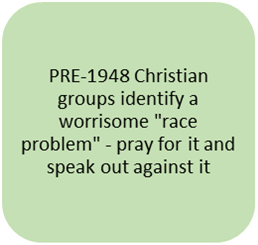 PRE-1948 Christian
groups identify a
worrisome "race
problem" - pray for it and
speak out against it